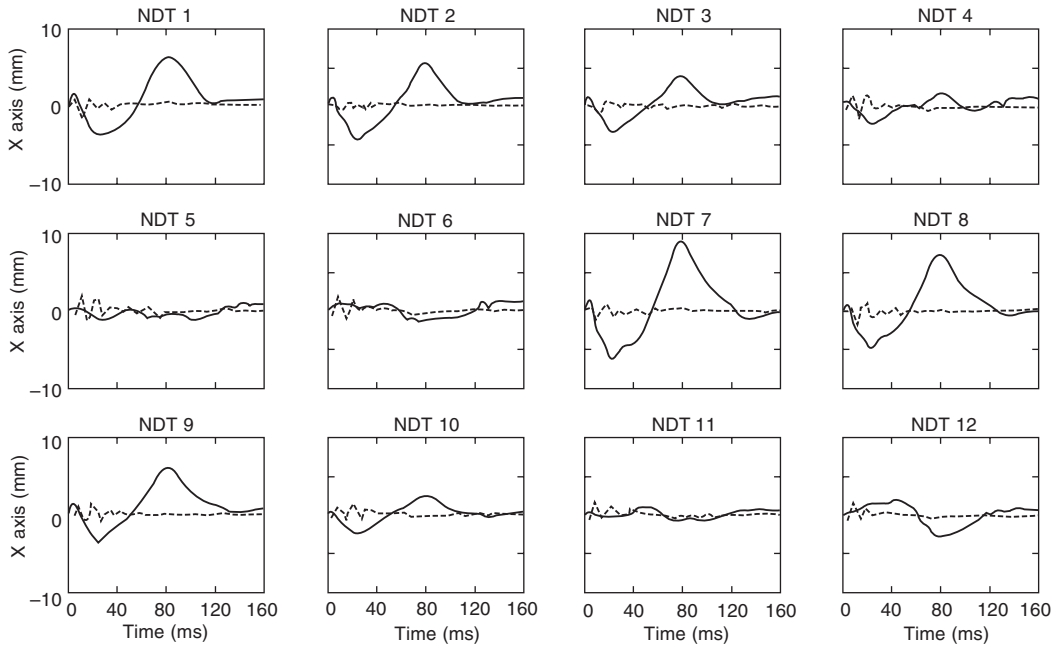 NDT 1 NDT 2 NDT 3 NDT 4
10
0
−10
X axis (mm)
NDT 5 NDT 6 NDT 7 NDT 8
10
0
−10
X axis (mm)
NDT 9 NDT 10 NDT 11 NDT 12
10
0
−10
X axis (mm)
0 40 80 120 160 0 40 80 120 160 0 40 80 120 160 0 40 80 120 160
Time (ms) Time (ms) Time (ms) Time (ms)